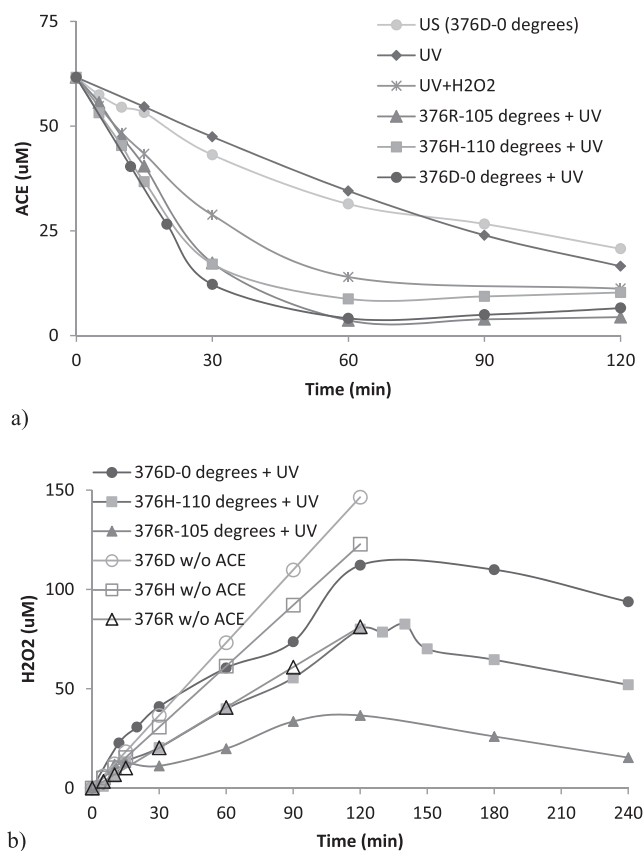 75
50
25
0
ACE (uM)
0 30 60 90 120
Time (min)
US (376D-0 degrees)
UV
UV+H2O2
376R-105 degrees + UV
376H-110 degrees + UV
376D-0 degrees + UV
a)
376D-0 degrees + UV
376H-110 degrees + UV
376R-105 degrees + UV
376D w/o ACE
376H w/o ACE
376R w/o ACE
150
100
50
0
H2O2 (uM)
0 30 60 90 120 150 180 210 240
Time (min)
b)